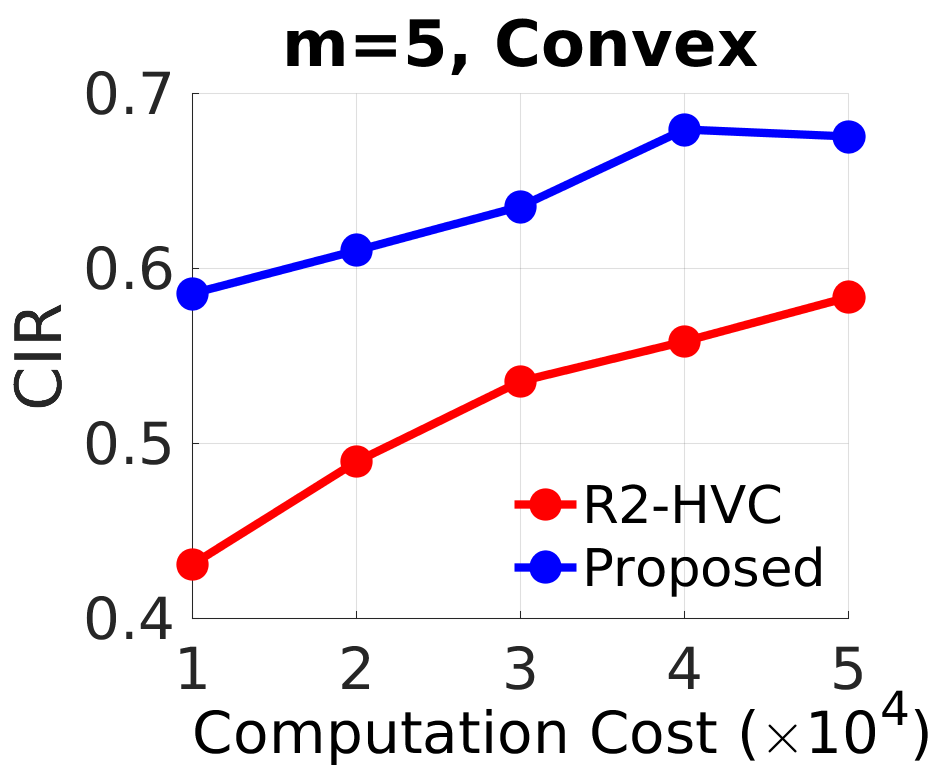 m=5, Convex
0.7
0.6
0.5
0.4
CIR
R2-HVC
Proposed
1 2 3 4 5
Computation Cost (×10⁴)